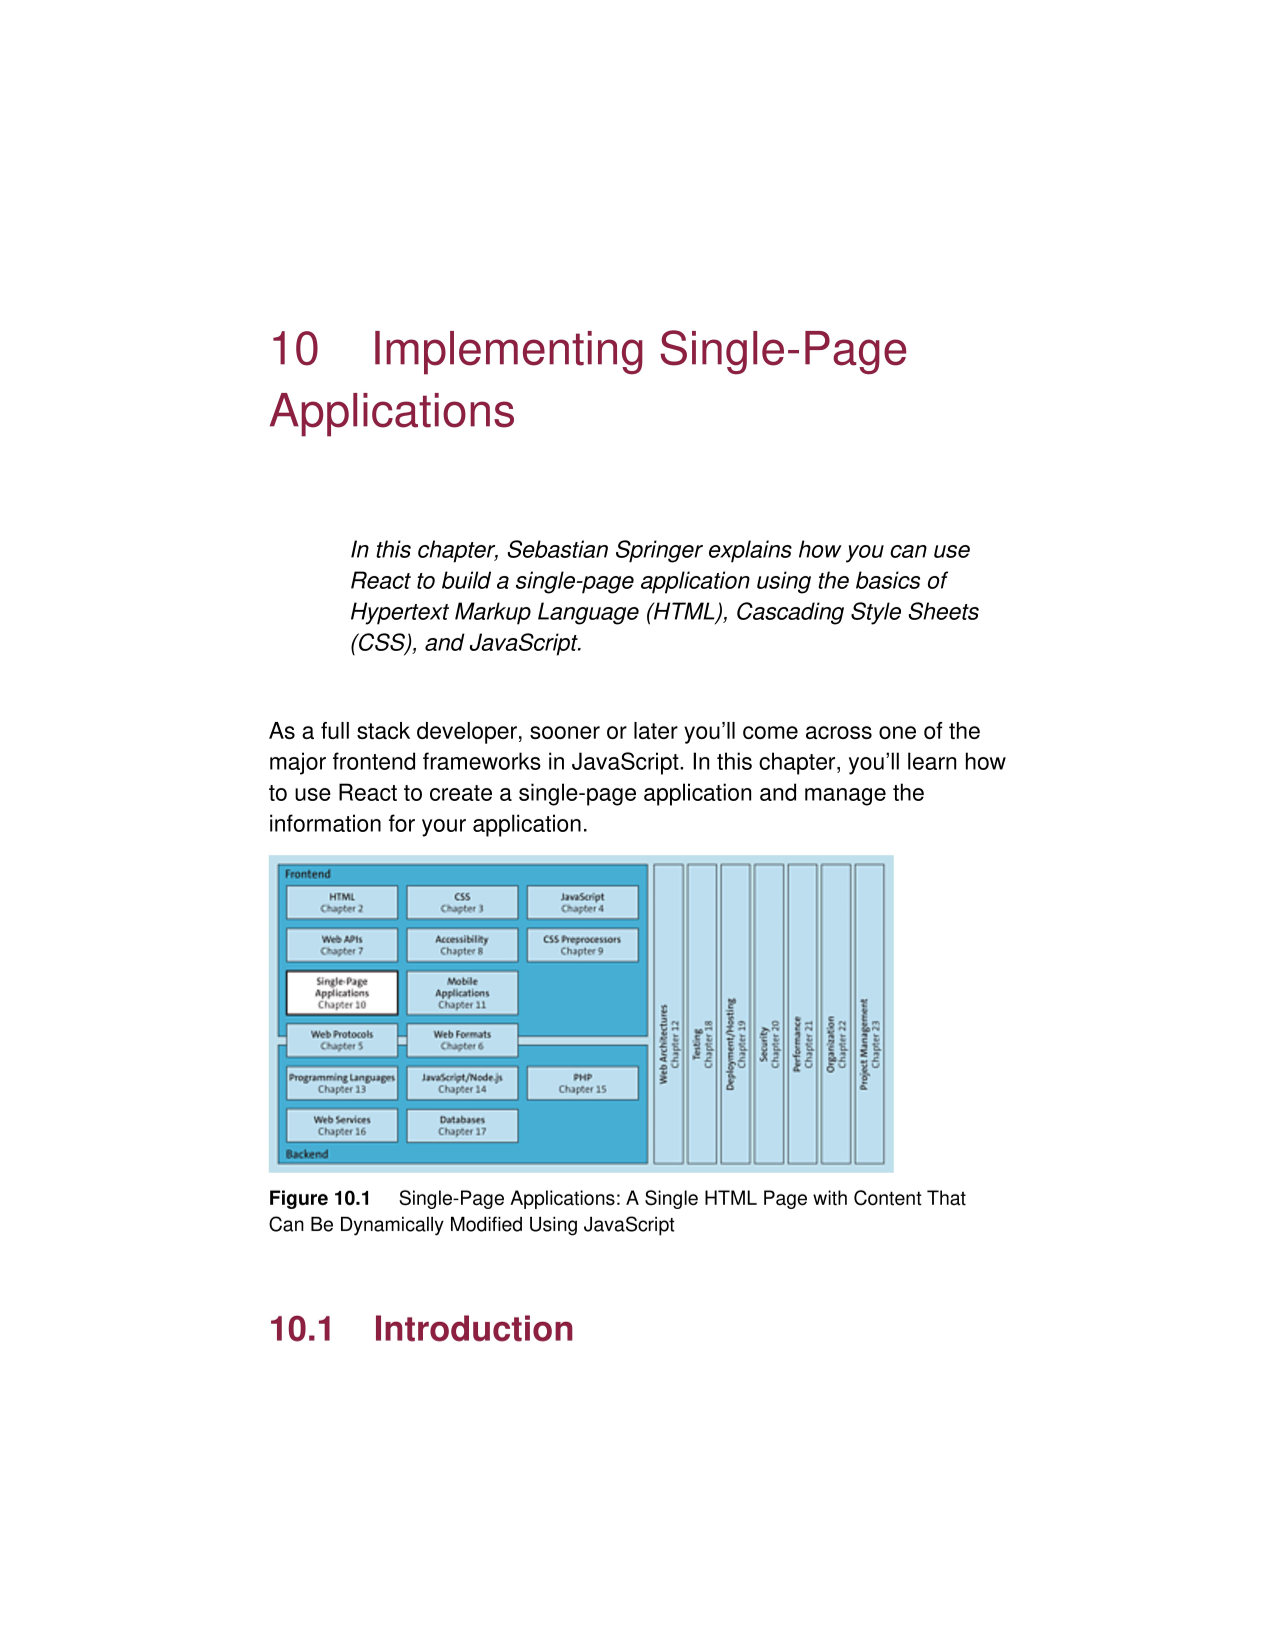 10 Implementing Single-Page
Applications
In this chapter, Sebastian Springer explains how you can use
React to build a single-page application using the basics of
Hypertext Markup Language (HTML), Cascading Style Sheets
(CSS), and JavaScript.
As a full stack developer, sooner or later you’ll come across one of the
major frontend frameworks in JavaScript. In this chapter, you’ll learn how
to use React to create a single-page application and manage the
information for your application.
Frontend
HTML
Chapter 2
CSS
Chapter 3
JavaScript
Chapter 4
Web APIs
Chapter 7
Accessibility
Chapter 8
CSS Preprocessors
Chapter 9
Single-Page
Applications
Chapter 10
Mobile
Applications
Chapter 11
Web Protocols
Chapter 5
Web Formats
Chapter 6
Programming Languages
Chapter 13
JavaScript/Node.js
Chapter 14
PHP
Chapter 15
Web Services
Chapter 16
Databases
Chapter 17
Backend
Web Architectures
Chapter 12
Testing
Chapter 18
Deployment/Hosting
Chapter 19
Security
Chapter 20
Performance
Chapter 21
Organization
Chapter 22
Project Management
Chapter 23
Figure 10.1 Single-Page Applications: A Single HTML Page with Content That
Can Be Dynamically Modified Using JavaScript
10.1 Introduction